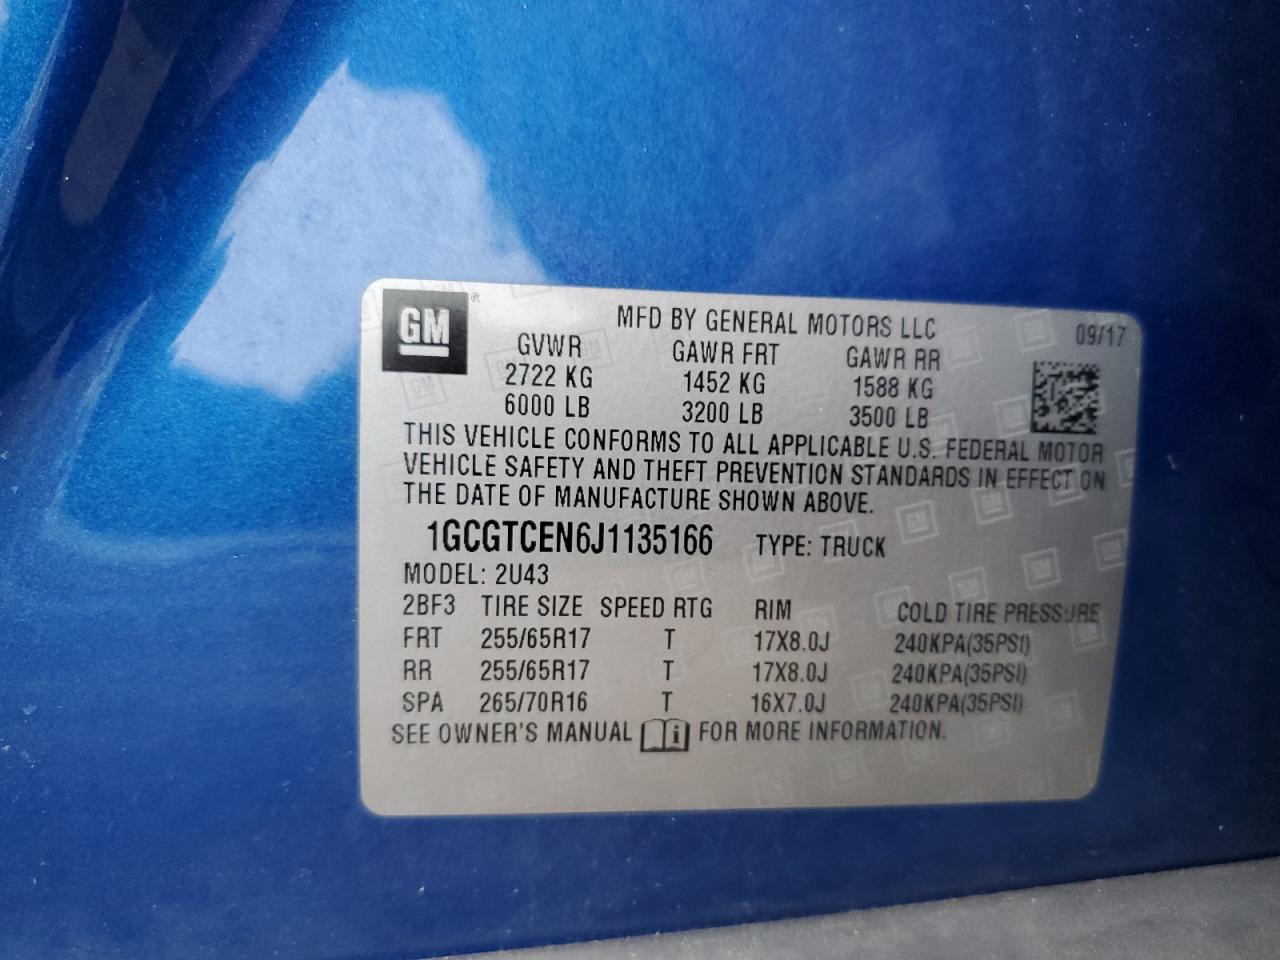 GM ®
MFD BY GENERAL MOTORS LLC
09/17
GVWR GAWR FRT GAWR RR
2722 KG 1452 KG 1588 KG
6000 LB 3200 LB 3500 LB
THIS VEHICLE CONFORMS TO ALL APPLICABLE U.S. FEDERAL MOTOR
VEHICLE SAFETY AND THEFT PREVENTION STANDARDS IN EFFECT ON
THE DATE OF MANUFACTURE SHOWN ABOVE.
1GCGTCEN6J1135166 TYPE: TRUCK
MODEL: 2U43
2BF3 TIRE SIZE SPEED RTG RIM COLD TIRE PRESSURE
FRT 255/65R17 T 17X8.0J 240KPA(35PSI)
RR 255/65R17 T 17X8.0J 240KPA(35PSI)
SPA 265/70R16 T 16X7.0J 240KPA(35PSI)
SEE OWNER'S MANUAL i FOR MORE INFORMATION.